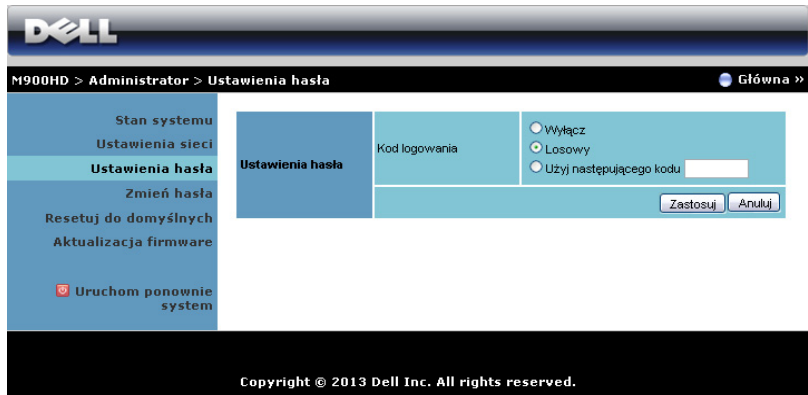 DELL
M900HD > Administrator > Ustawienia hasła
Główna »
Stan systemu
Ustawienia sieci
Ustawienia hasła
Zmień hasła
Resetuj do domyślnych
Aktualizacja firmware
Uruchom ponownie
system
Ustawienia hasła
Kod logowania
Wyłącz
Losowy
Użyj następującego kodu
Zastosuj
Anuluj
Copyright © 2013 Dell Inc. All rights reserved.